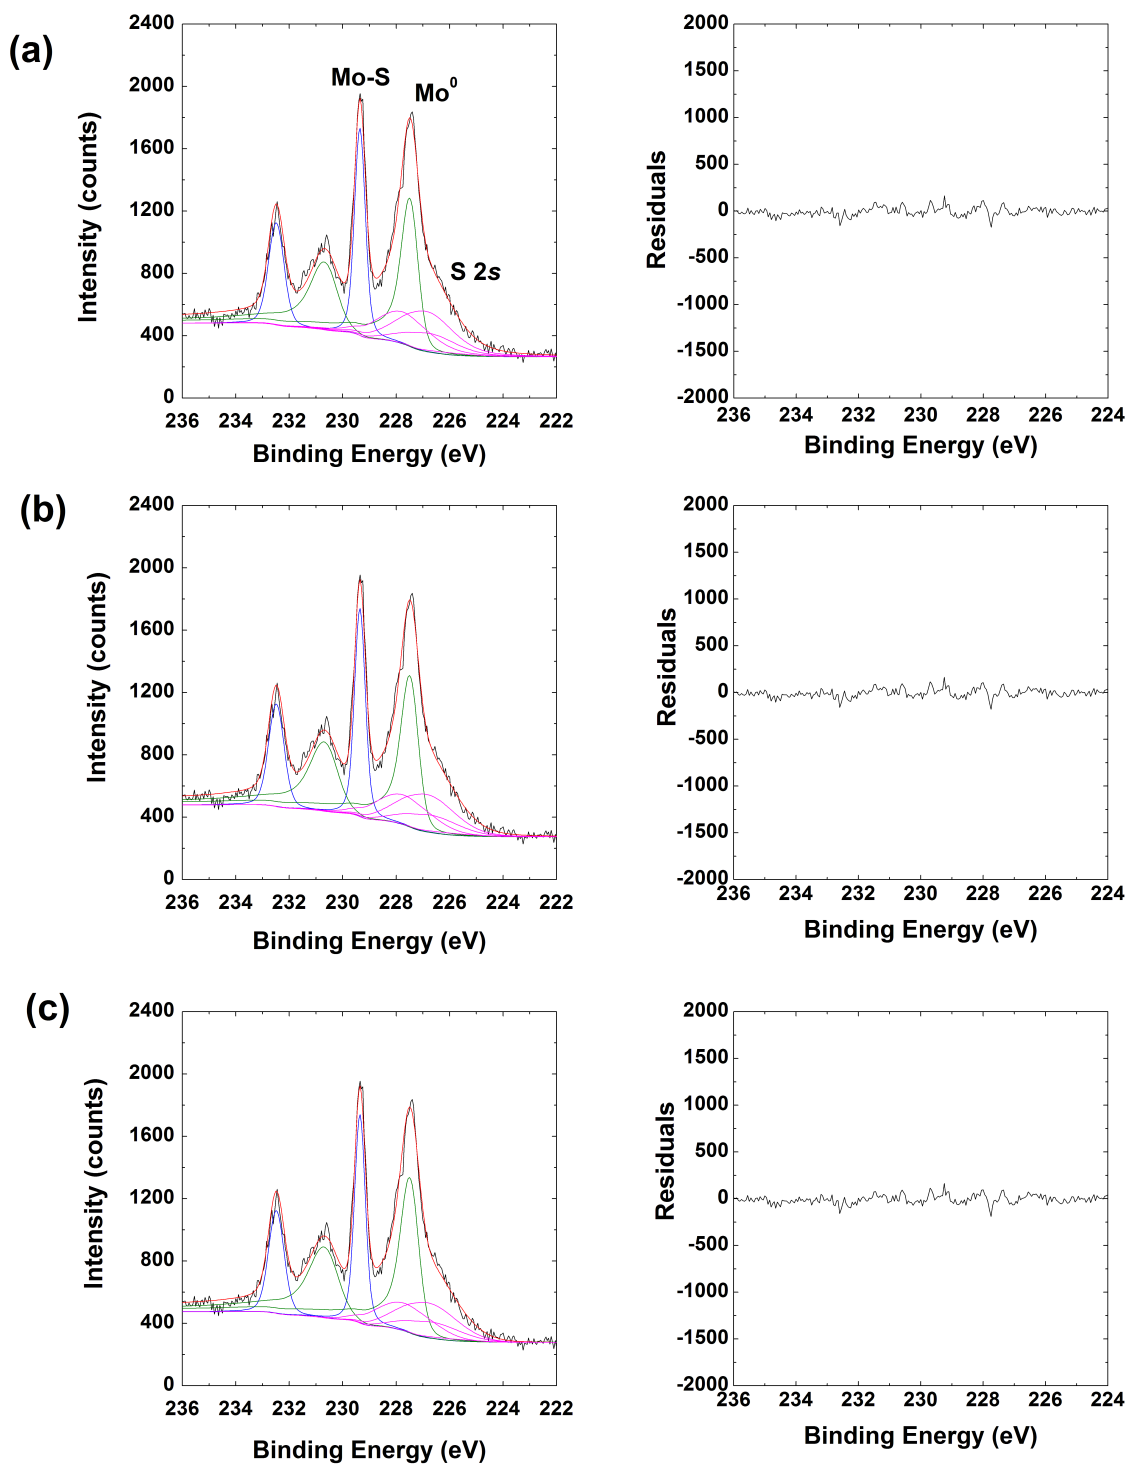 (a)
2400
2000
1600
1200
800
400
0
Intensity (counts)
Mo-S
Mo⁰
S 2s
236 234 232 230 228 226 224 222
Binding Energy (eV)
2000
1500
1000
500
0
-500
-1000
-1500
-2000
Residuals
236 234 232 230 228 226 224
Binding Energy (eV)
(b)
2400
2000
1600
1200
800
400
0
Intensity (counts)
236 234 232 230 228 226 224 222
Binding Energy (eV)
2000
1500
1000
500
0
-500
-1000
-1500
-2000
Residuals
236 234 232 230 228 226 224
Binding Energy (eV)
(c)
2400
2000
1600
1200
800
400
0
Intensity (counts)
236 234 232 230 228 226 224 222
Binding Energy (eV)
2000
1500
1000
500
0
-500
-1000
-1500
-2000
Residuals
236 234 232 230 228 226 224
Binding Energy (eV)